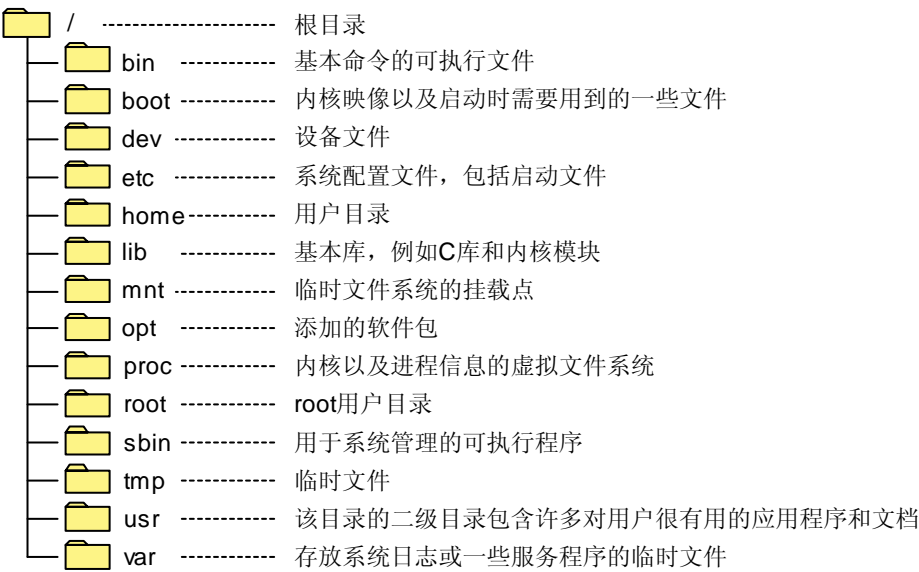 / 根目录
bin 基本命令的可执行文件
boot 内核映像以及启动时需要用到的一些文件
dev 设备文件
etc 系统配置文件，包括启动文件
home 用户目录
lib 基本库，例如C库和内核模块
mnt 临时文件系统的挂载点
opt 添加的软件包
proc 内核以及进程信息的虚拟文件系统
root root用户目录
sbin 用于系统管理的可执行程序
tmp 临时文件
usr 该目录的二级目录包含许多对用户很有用的应用程序和文档
var 存放系统日志或一些服务程序的临时文件